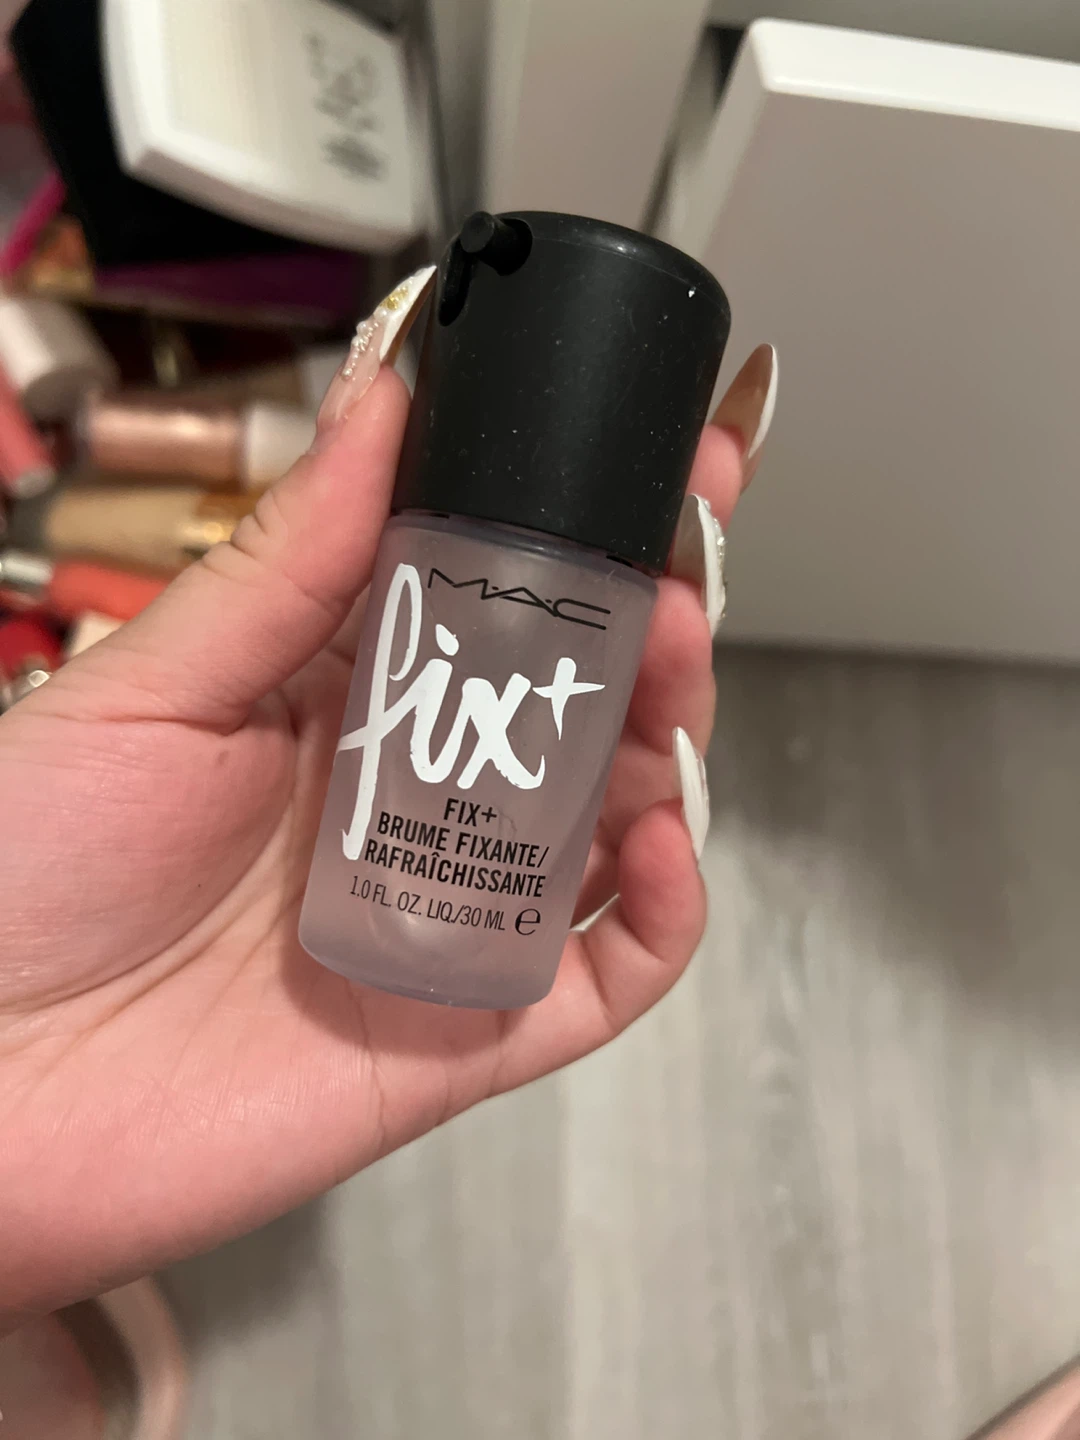 M·A·C
fix+
FIX+
BRUME FIXANTE/
RAFRAÎCHISSANTE
1.0 FL. OZ. LIQ./30 ML e